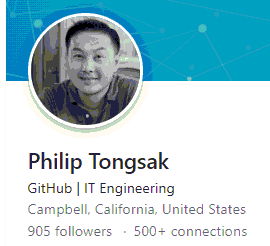 Philip Tongsak
GitHub | IT Engineering
Campbell, California, United States
905 followers · 500+ connections